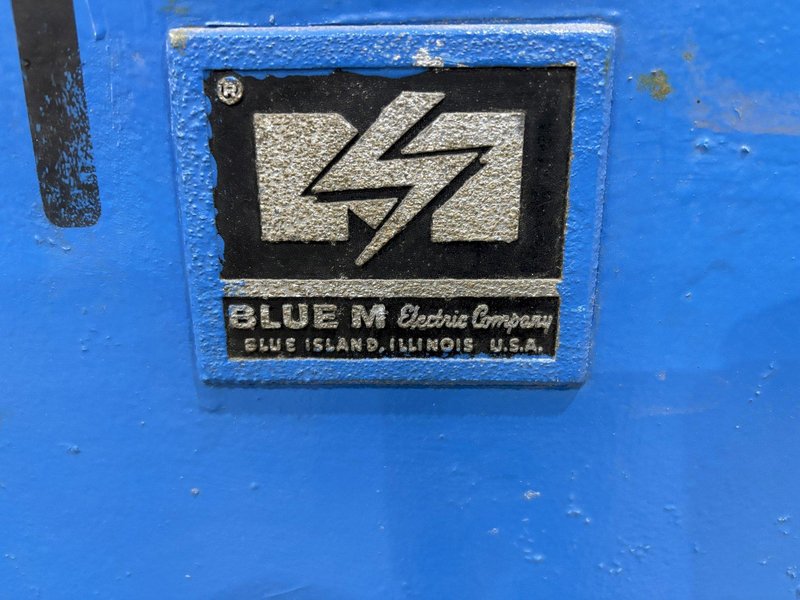 ®
BLUE M Electric Company
BLUE ISLAND, ILLINOIS U.S.A.